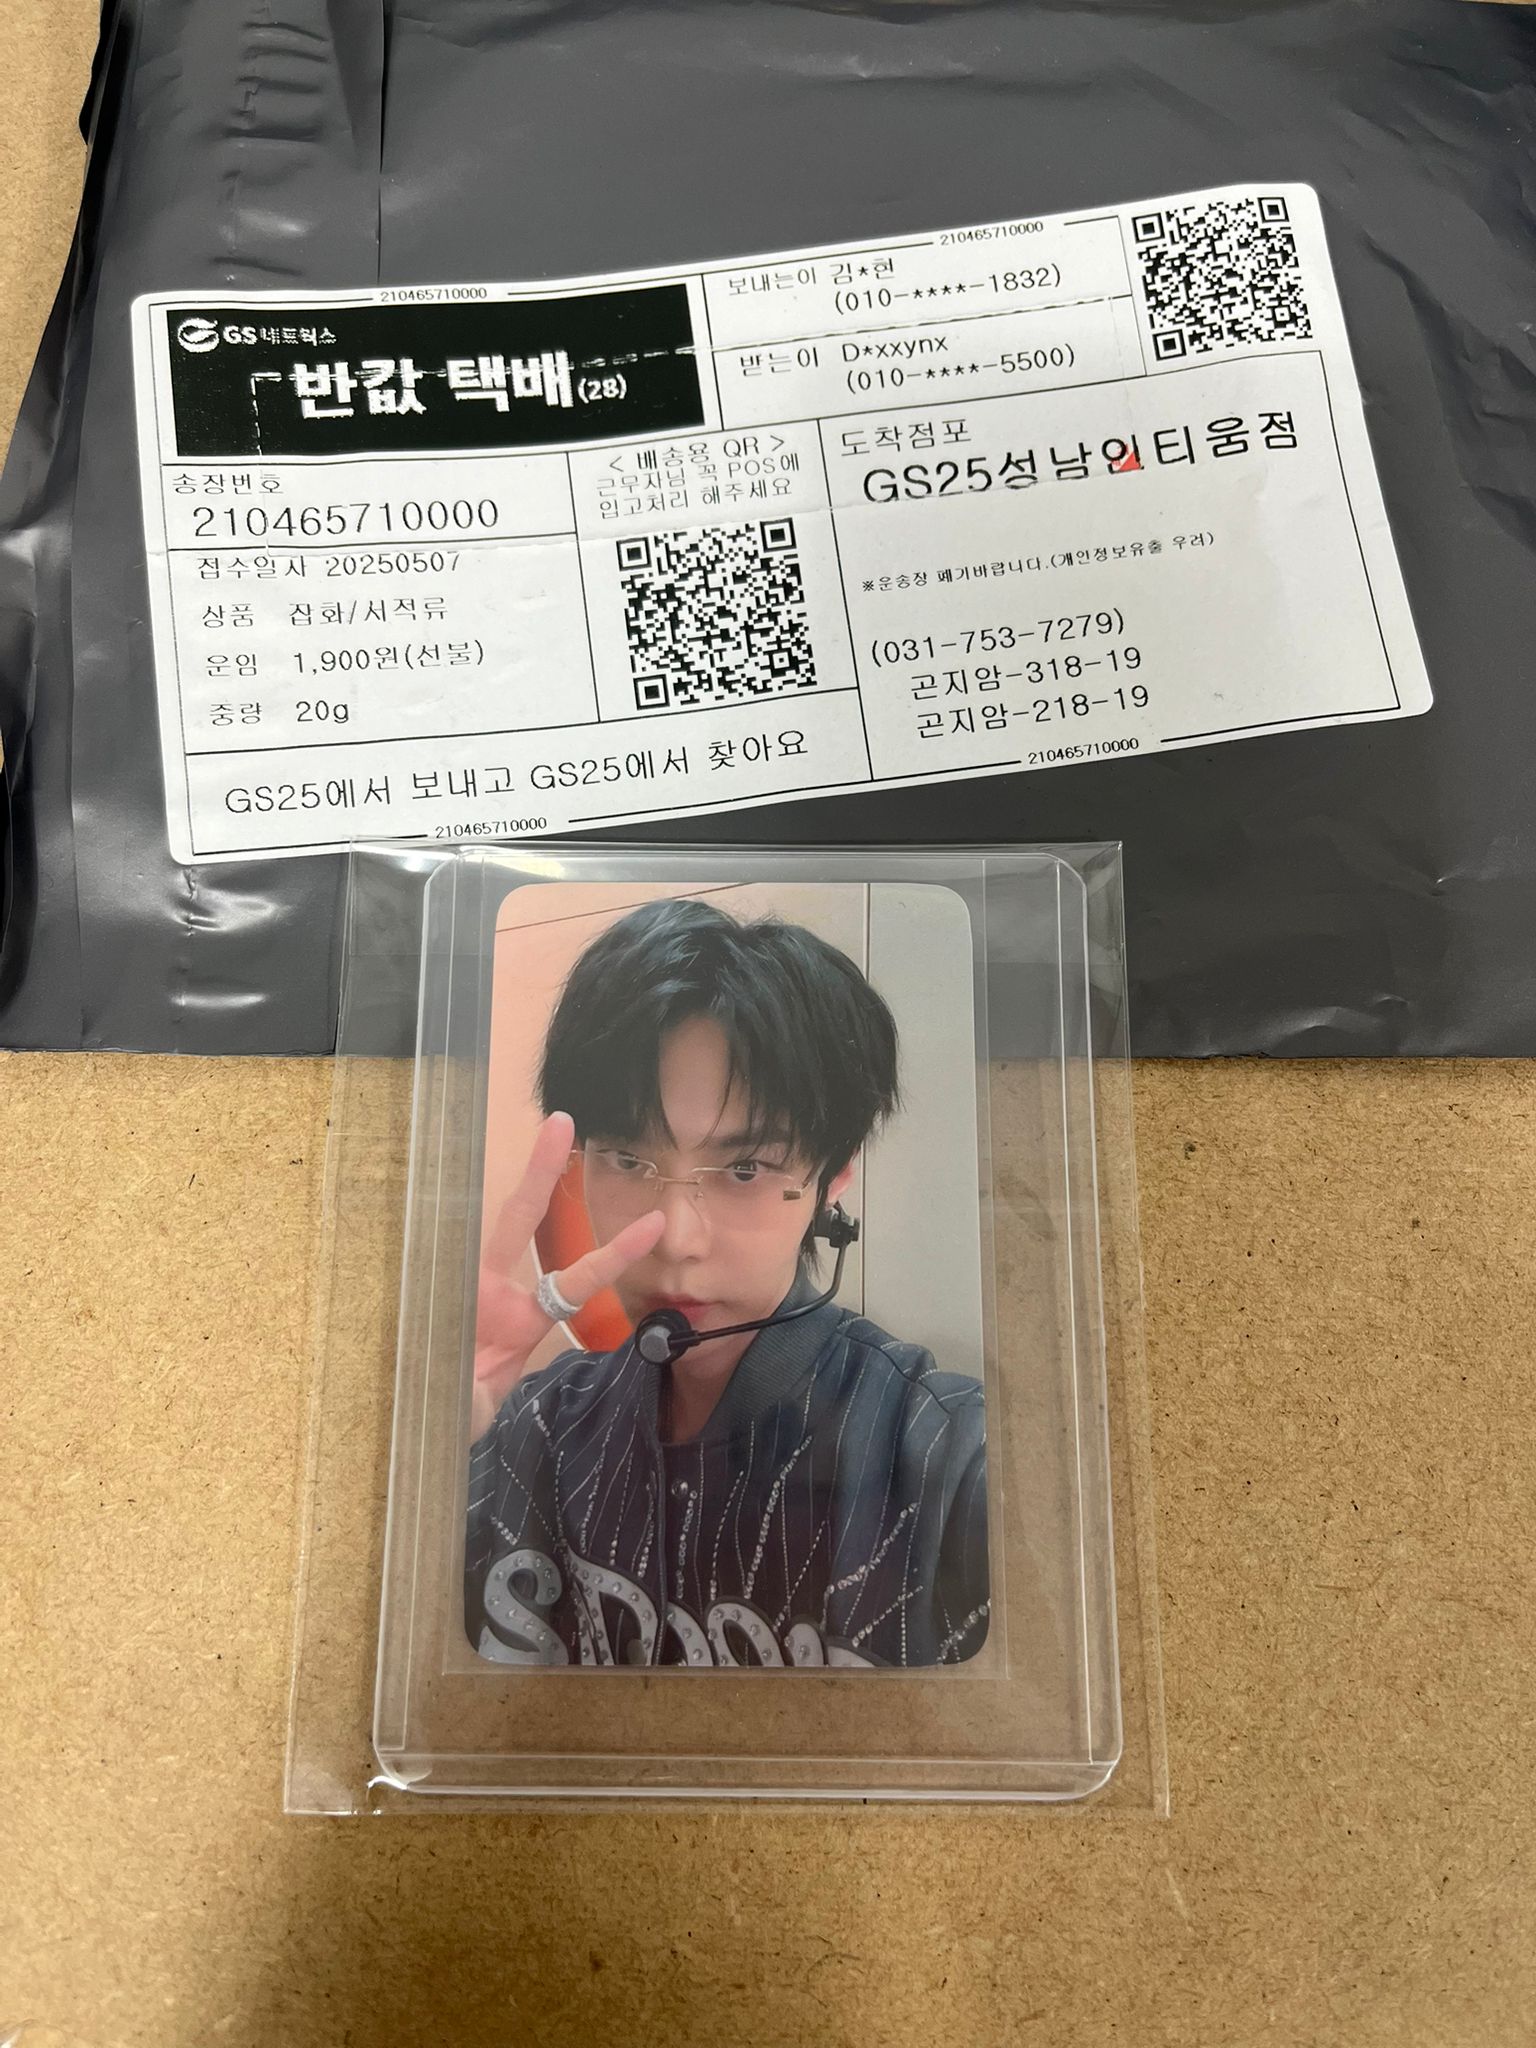 210465710000
GS네트웍스
반값 택배(28)
보내는이 김*현
(010-****-1832)
210465710000
받는이 D*xxynx
(010-****-5500)
송장번호
210465710000
접수일사 20250507
상품 잡화/서적류
운임 1,900원(선불)
중량 20g
< 배송용 QR >
근무자님 꼭 POS에
입고처리 해주세요
도착점포
GS25성남인티움점
※운송장 폐기바랍니다.(개인정보유출 우려)
(031-753-7279)
곤지암-318-19
곤지암-218-19
210465710000
GS25에서 보내고 GS25에서 찾아요
210465710000